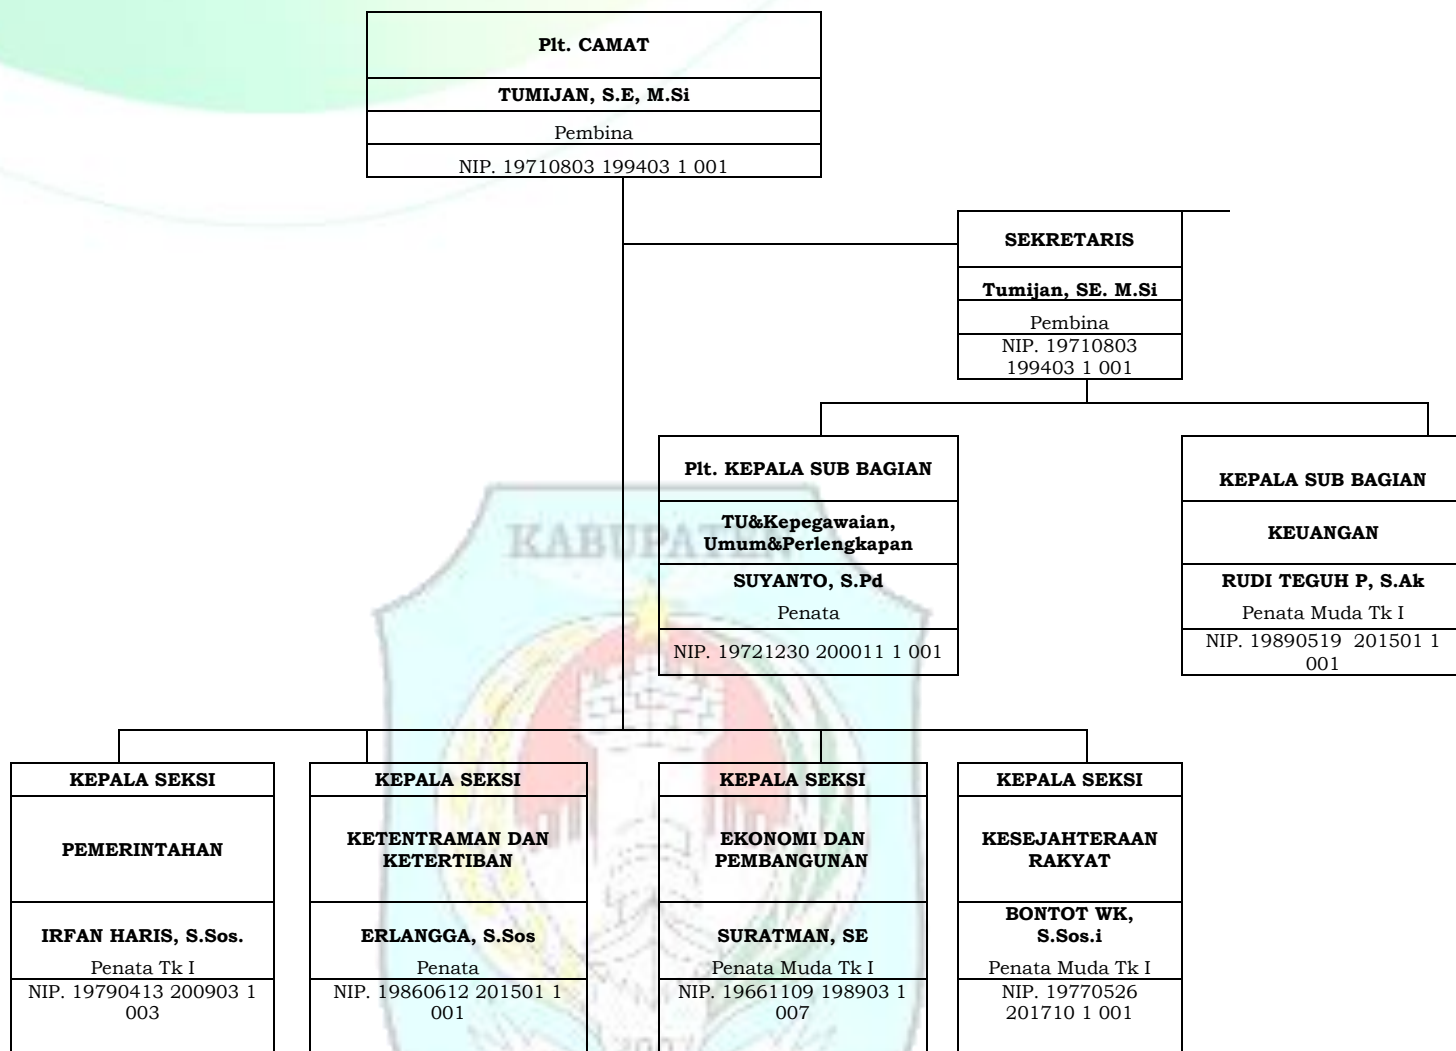 Plt. CAMAT
TUMIJAN, S.E, M.Si
Pembina
NIP. 19710803 199403 1 001
SEKRETARIS
Tumijan, SE. M.Si
Pembina
NIP. 19710803
199403 1 001
Plt. KEPALA SUB BAGIAN
TU&Kepegawaian,
Umum&Perlengkapan
SUYANTO, S.Pd
Penata
NIP. 19721230 200011 1 001
KEPALA SUB BAGIAN
KEUANGAN
RUDI TEGUH P, S.Ak
Penata Muda Tk I
NIP. 19890519 201501 1
001
KABUPATEN
KEPALA SEKSI
PEMERINTAHAN
IRFAN HARIS, S.Sos.
Penata Tk I
NIP. 19790413 200903 1
003
KEPALA SEKSI
KETENTRAMAN DAN
KETERTIBAN
ERLANGGA, S.Sos
Penata
NIP. 19860612 201501 1
001
KEPALA SEKSI
EKONOMI DAN
PEMBANGUNAN
SURATMAN, SE
Penata Muda Tk I
NIP. 19661109 198903 1
007
KEPALA SEKSI
KESEJAHTERAAN
RAKYAT
BONTOT WK,
S.Sos.i
Penata Muda Tk I
NIP. 19770526
201710 1 001